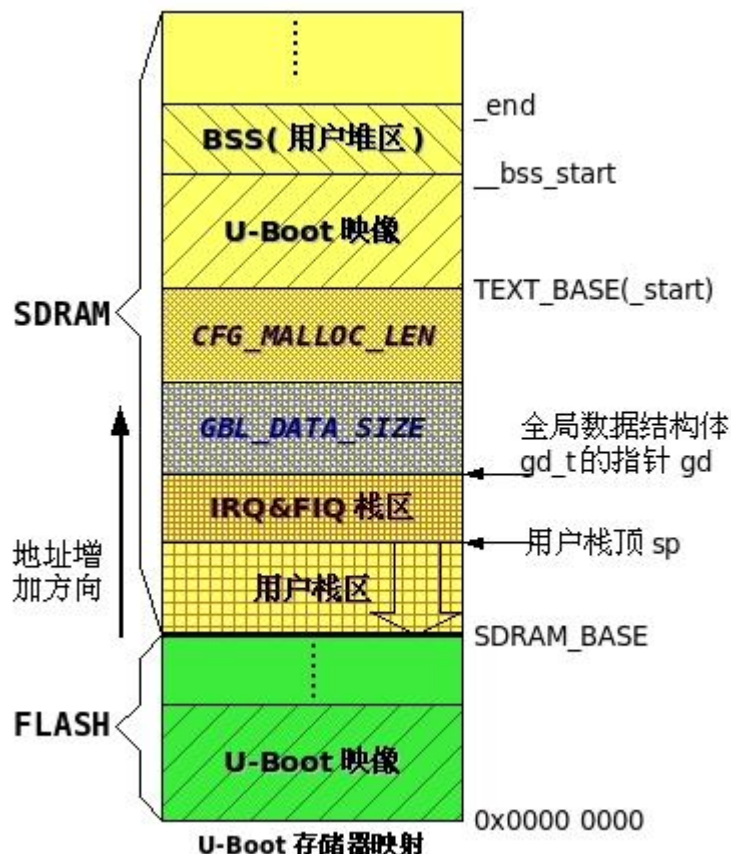 _end
BSS( 用户堆区 )
__bss_start
U-Boot 映像
TEXT_BASE(_start)
SDRAM
CFG_MALLOC_LEN
GBL_DATA_SIZE
全局数据结构体
gd_t的指针 gd
IRQ&FIQ 栈区
用户栈顶 sp
地址增
加方向
用户栈区
SDRAM_BASE
FLASH
U-Boot 映像
0x0000 0000
U-Boot 存储器映射